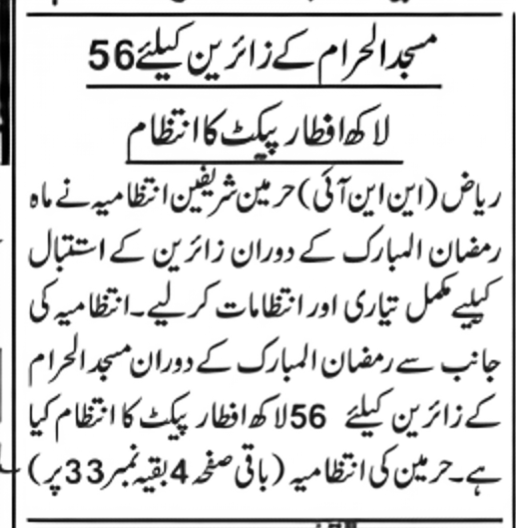 مسجد الحرام کے زائرین کیلئے 56
لاکھ افطار پیکٹ کا انتظام
ریاض (این این آئی) حرمین شریفین انتظامیہ نے ماہ
رمضان المبارک کے دوران زائرین کے استقبال
کیلیے مکمل تیاری اور انتظامات کر لیے۔ انتظامیہ کی
جانب سے رمضان المبارک کے دوران مسجد الحرام
کے زائرین کیلئے 56 لاکھ افطار پیکٹ کا انتظام کیا
ہے۔ حرمین کی انتظامیہ (باقی صفحہ 4 بقیہ نمبر 33 پر)